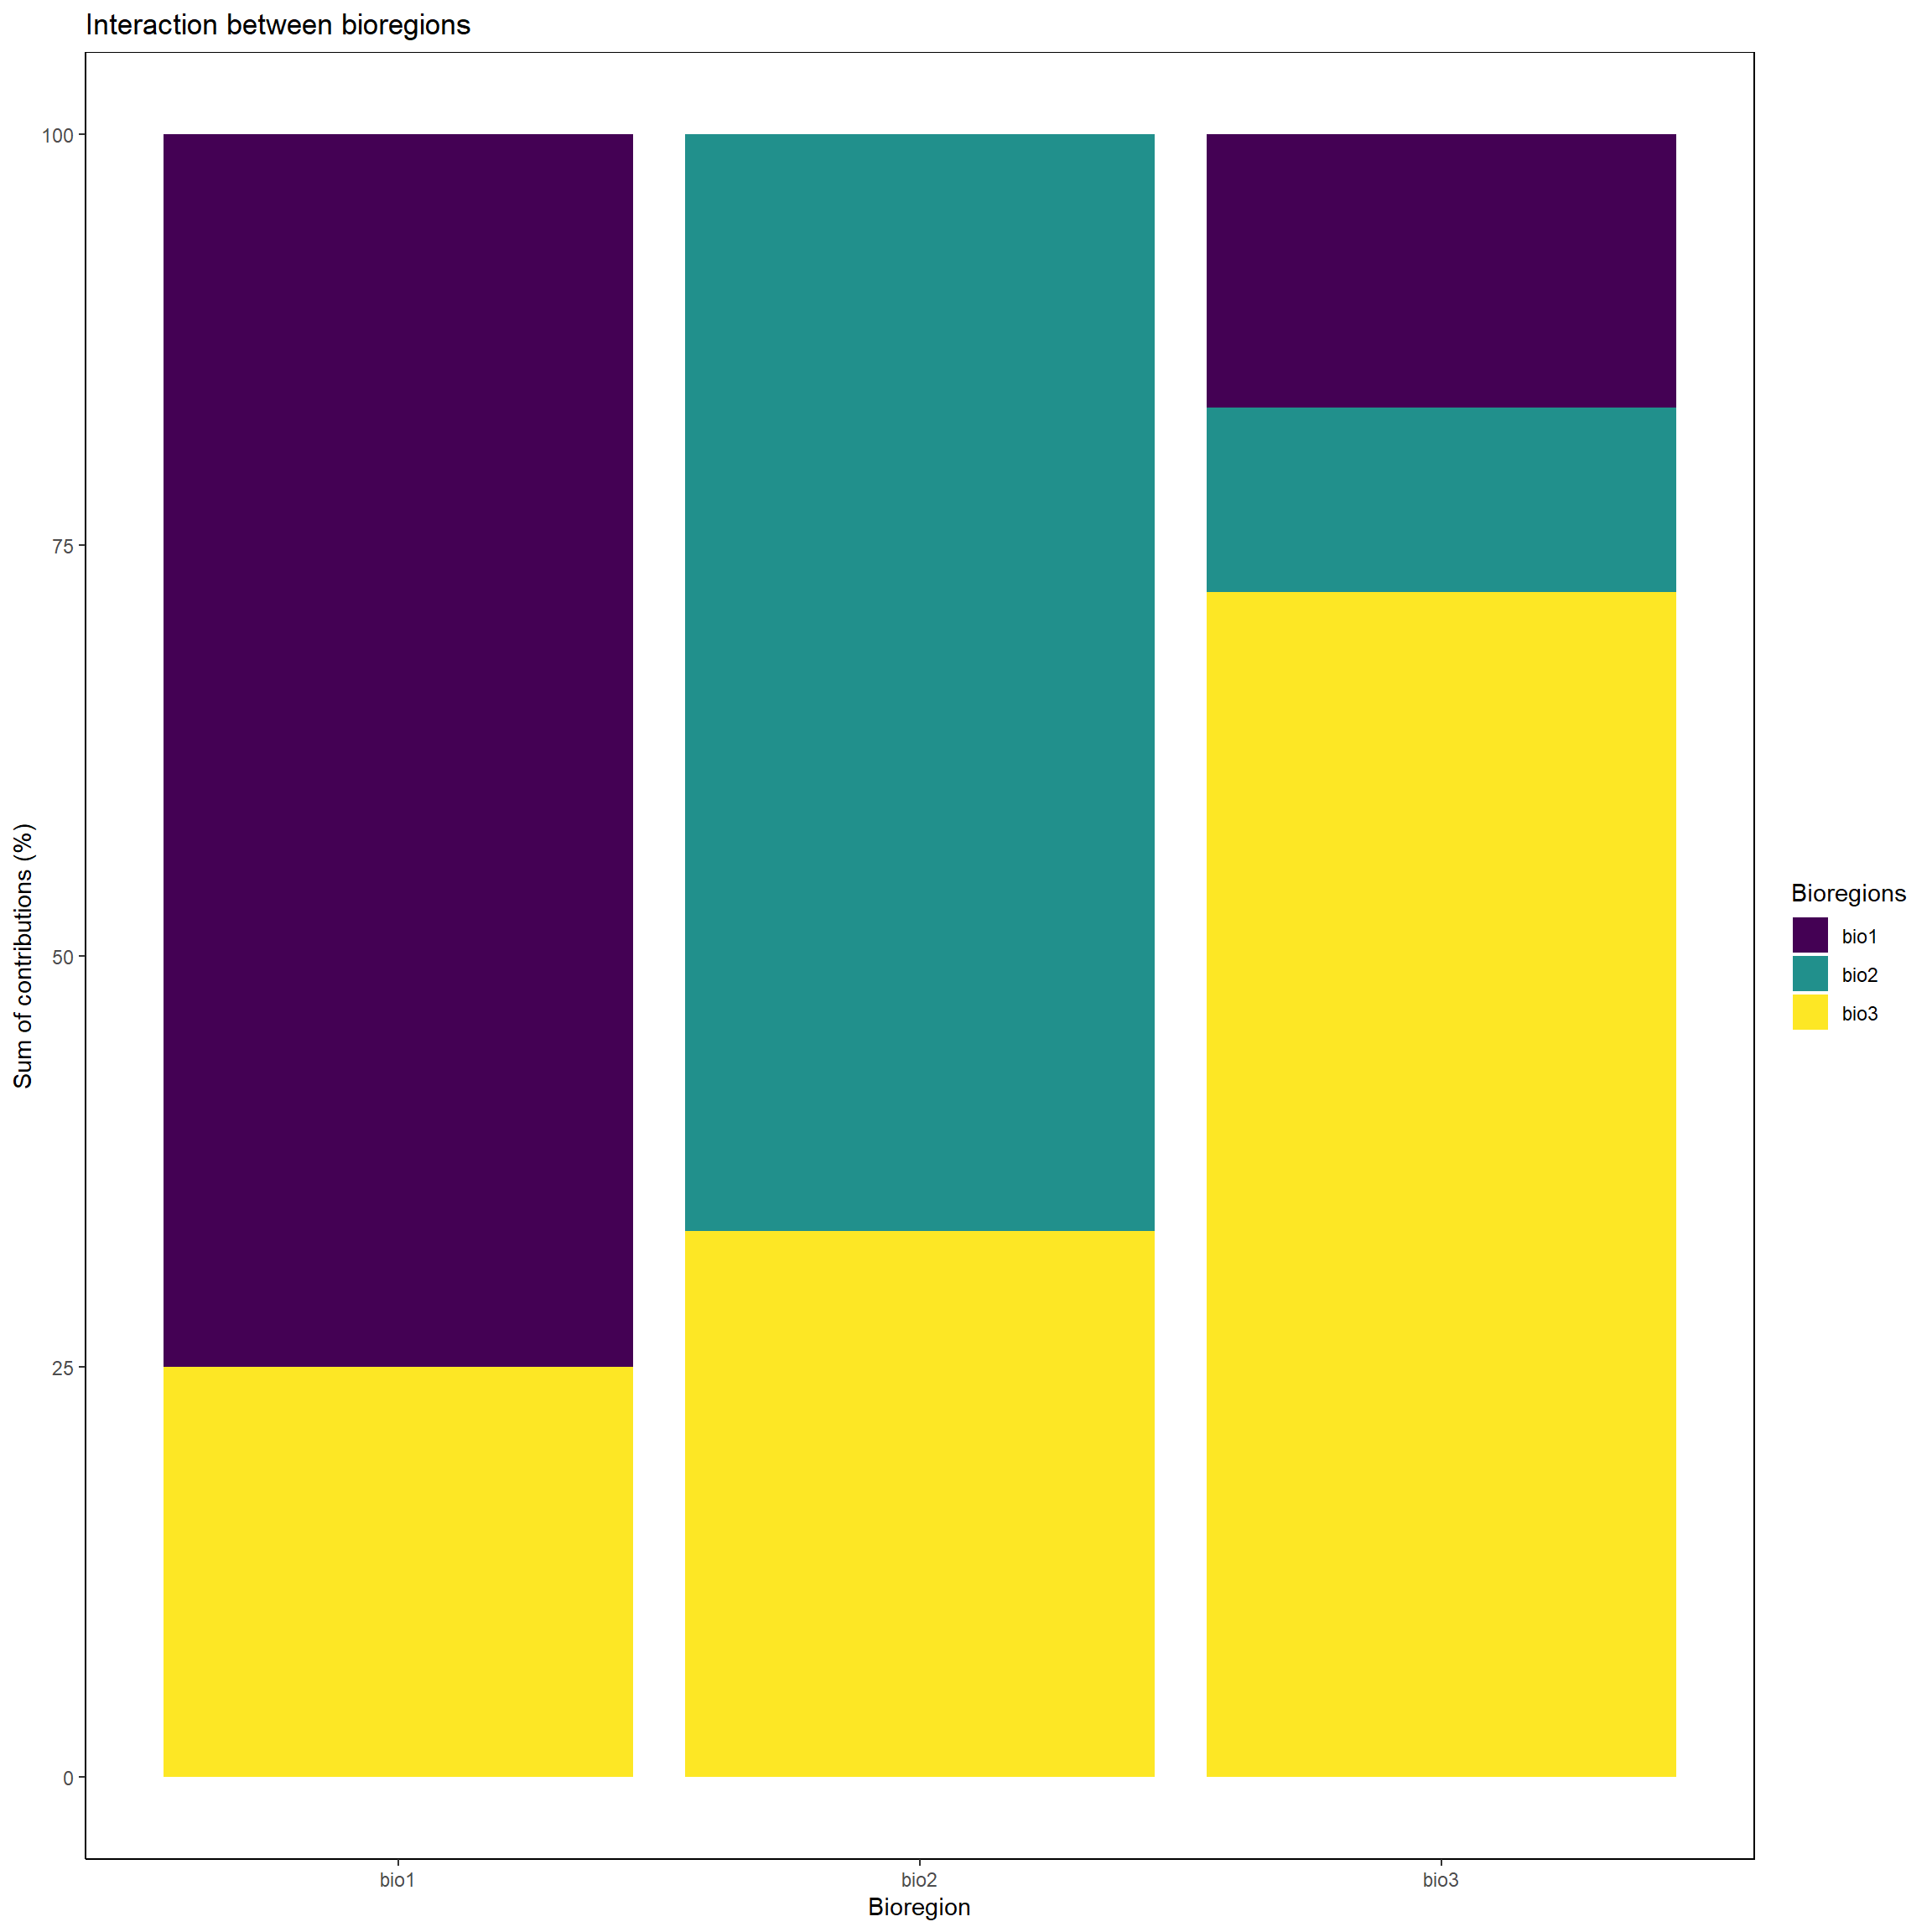 Interaction between bioregions
100
75
50
25
0
Sum of contributions (%)
bio1
bio2
bio3
Bioregion
Bioregions
bio1
bio2
bio3